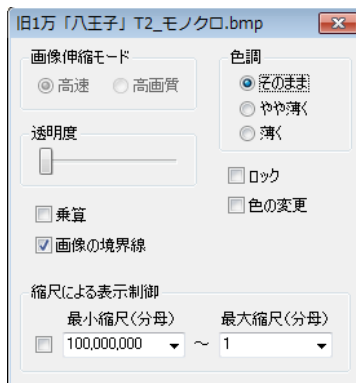 旧1万「八王子」T2_モノクロ.bmp
画像伸縮モード
高速 高画質
色調
そのまま
やや薄く
薄く
透明度
ロック
色の変更
乗算
画像の境界線
縮尺による表示制御
最小縮尺(分母) 最大縮尺(分母)
100,000,000 ～ 1